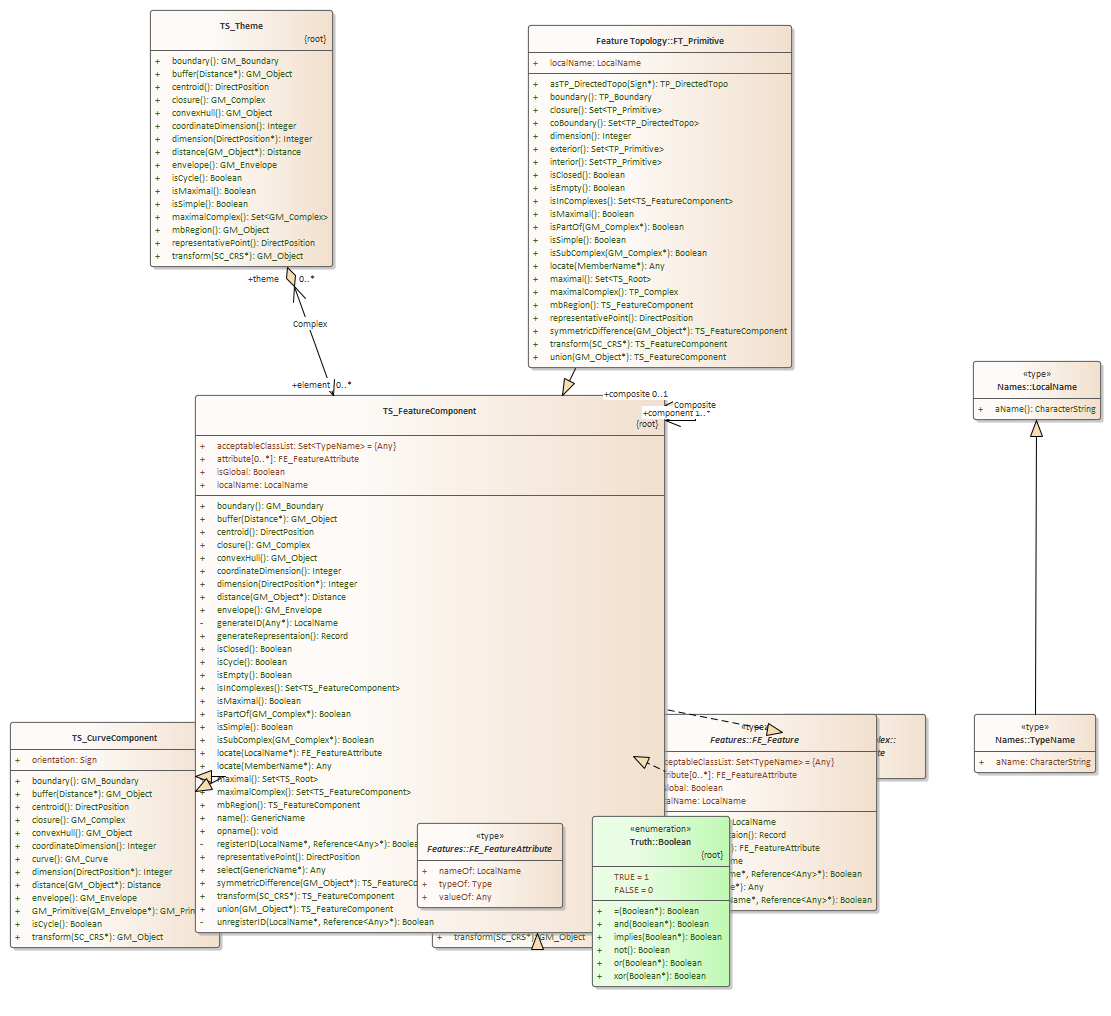 TS_Theme
{root}
+ boundary(): GM_Boundary
+ buffer(Distance*): GM_Object
+ centroid(): DirectPosition
+ closure(): GM_Complex
+ convexHull(): GM_Object
+ coordinateDimension(): Integer
+ dimension(DirectPosition*): Integer
+ distance(GM_Object*): Distance
+ envelope(): GM_Envelope
+ isCycle(): Boolean
+ isMaximal(): Boolean
+ isSimple(): Boolean
+ maximalComplex(): Set<GM_Complex>
+ mbRegion(): GM_Object
+ representativePoint(): DirectPosition
+ transform(SC_CRS*): GM_Object
+theme 0..*
Complex
+element 0..*
Feature Topology::FT_Primitive
+ localName: LocalName
+ asTP_DirectedTopo(Sign*): TP_DirectedTopo
+ boundary(): TP_Boundary
+ closure(): Set<TP_Primitive>
+ coBoundary(): Set<TP_DirectedTopo>
+ dimension(): Integer
+ exterior(): Set<TP_Primitive>
+ interior(): Set<TP_Primitive>
+ isClosed(): Boolean
+ isEmpty(): Boolean
+ isInComplexes(): Set<TS_FeatureComponent>
+ isMaximal(): Boolean
+ isPartOf(GM_Complex*): Boolean
+ isSimple(): Boolean
+ isSubComplex(GM_Complex*): Boolean
+ locate(MemberName*): Any
+ maximal(): Set<TS_Root>
+ maximalComplex(): TP_Complex
+ mbRegion(): TS_FeatureComponent
+ representativePoint(): DirectPosition
+ symmetricDifference(GM_Object*): TS_FeatureComponent
+ transform(SC_CRS*): TS_FeatureComponent
+ union(GM_Object*): TS_FeatureComponent
+composite 0..1
Composite
+component 1..*
TS_FeatureComponent
{root}
+ acceptableClassList: Set<TypeName> = {Any}
+ attribute[0..*]: FE_FeatureAttribute
+ isGlobal: Boolean
+ localName: LocalName
+ boundary(): GM_Boundary
+ buffer(Distance*): GM_Object
+ centroid(): DirectPosition
+ closure(): GM_Complex
+ convexHull(): GM_Object
+ coordinateDimension(): Integer
+ dimension(DirectPosition*): Integer
+ distance(GM_Object*): Distance
+ envelope(): GM_Envelope
- generateID(Any*): LocalName
+ generateRepresentaion(): Record
+ isClosed(): Boolean
+ isCycle(): Boolean
+ isEmpty(): Boolean
+ isInComplexes(): Set<TS_FeatureComponent>
+ isMaximal(): Boolean
+ isPartOf(GM_Complex*): Boolean
+ isSimple(): Boolean
+ isSubComplex(GM_Complex*): Boolean
+ locate(LocalName*): FE_FeatureAttribute
+ locate(MemberName*): Any
maximal(): Set<TS_Root>
+ maximalComplex(): Set<TS_FeatureComponent>
+ mbRegion(): TS_FeatureComponent
+ name(): GenericName
+ opname(): void
- registerID(LocalName*, Reference<Any>*): Boolea
+ representativePoint(): DirectPosition
+ select(GenericName*): Any
+ symmetricDifference(GM_Object*): TS_FeatureCo
+ transform(SC_CRS*): TS_FeatureComponent
+ union(GM_Object*): TS_FeatureComponent
- unregisterID(LocalName*, Reference<Any>*): Boolean
«type»
Names::LocalName
+ aName(): CharacterString
«type»
Names::TypeName
+ aName: CharacterString
TS_CurveComponent
+ orientation: Sign
+ boundary(): GM_Boundary
+ buffer(Distance*): GM_Object
+ centroid(): DirectPosition
+ closure(): GM_Complex
+ convexHull(): GM_Object
+ coordinateDimension(): Integer
+ curve(): GM_Curve
+ dimension(DirectPosition*): Integer
+ distance(GM_Object*): Distance
+ envelope(): GM_Envelope
+ GM_Primitive(GM_Envelope*): GM_Prin
+ isCycle(): Boolean
+ transform(SC_CRS*): GM_Object
«type»
Features::FE_FeatureAttribute
+ nameOf: LocalName
+ typeOf: Type
+ valueOf: Any
+ transform(SC_CRS*): GM_Object
«type»
Features::FE_Feature
ceptableClassList: Set<TypeName> = {Any}
ribute[0..*]: FE_FeatureAttribute
lobal: Boolean
alName: LocalName
LocalName
taion(): Record
): FE_FeatureAttribute
me
me*, Reference<Any>*): Boolean
e*): Any
Name*, Reference<Any>*): Boolean
plex::
te
«enumeration»
Truth::Boolean
{root}
TRUE = 1
FALSE = 0
+ =(Boolean*): Boolean
+ and(Boolean*): Boolean
+ implies(Boolean*): Boolean
+ not(): Boolean
+ or(Boolean*): Boolean
+ xor(Boolean*): Boolean